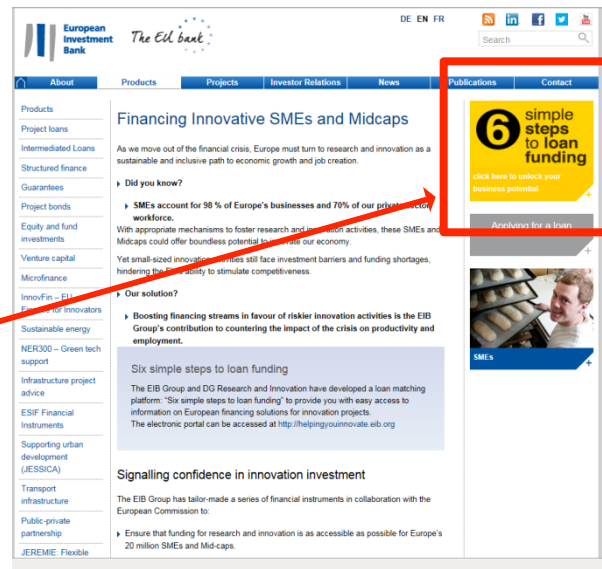 European
Investment
Bank
The EU bank
DE EN FR
Search
About Products Projects Investor Relations News Publications Contact
Products
Project loans
Intermediated Loans
Structured finance
Guarantees
Project bonds
Equity and fund
investments
Venture capital
Microfinance
InnovFin – EU
Finance for Innovators
Sustainable energy
NER300 – Green tech
support
Infrastructure project
advice
ESIF Financial
Instruments
Supporting urban
development
(JESSICA)
Transport
infrastructure
Public-private
partnership
JEREMIE: Flexible
Financing Innovative SMEs and Midcaps
As we move out of the financial crisis, Europe must turn to research and innovation as a
sustainable and inclusive path to economic growth and job creation.
Did you know?
SMEs account for 98 % of Europe's businesses and 70% of our private sector
workforce.
With appropriate mechanisms to foster research and innovation activities, these SMEs and
Midcaps could offer boundless potential to innovate our economy.
Yet small-sized innovative entities still face investment barriers and funding shortages,
hindering the ability to stimulate competitiveness.
Our solution?
Boosting financing streams in favour of riskier innovation activities is the EIB
Group's contribution to countering the impact of the crisis on productivity and
employment.
Six simple steps to loan funding
The EIB Group and DG Research and Innovation have developed a loan matching
platform: "Six simple steps to loan funding" to provide you with easy access to
information on European financing solutions for innovation projects.
The electronic portal can be accessed at http://helpingyouinnovate.eib.org
Signalling confidence in innovation investment
The EIB Group has tailor-made a series of financial instruments in collaboration with the
European Commission to:
Ensure that funding for research and innovation is as accessible as possible for Europe's
20 million SMEs and Mid-caps.
6 simple
steps
to loan
funding
click here to unlock your
business potential
Applying for a loan
SMEs